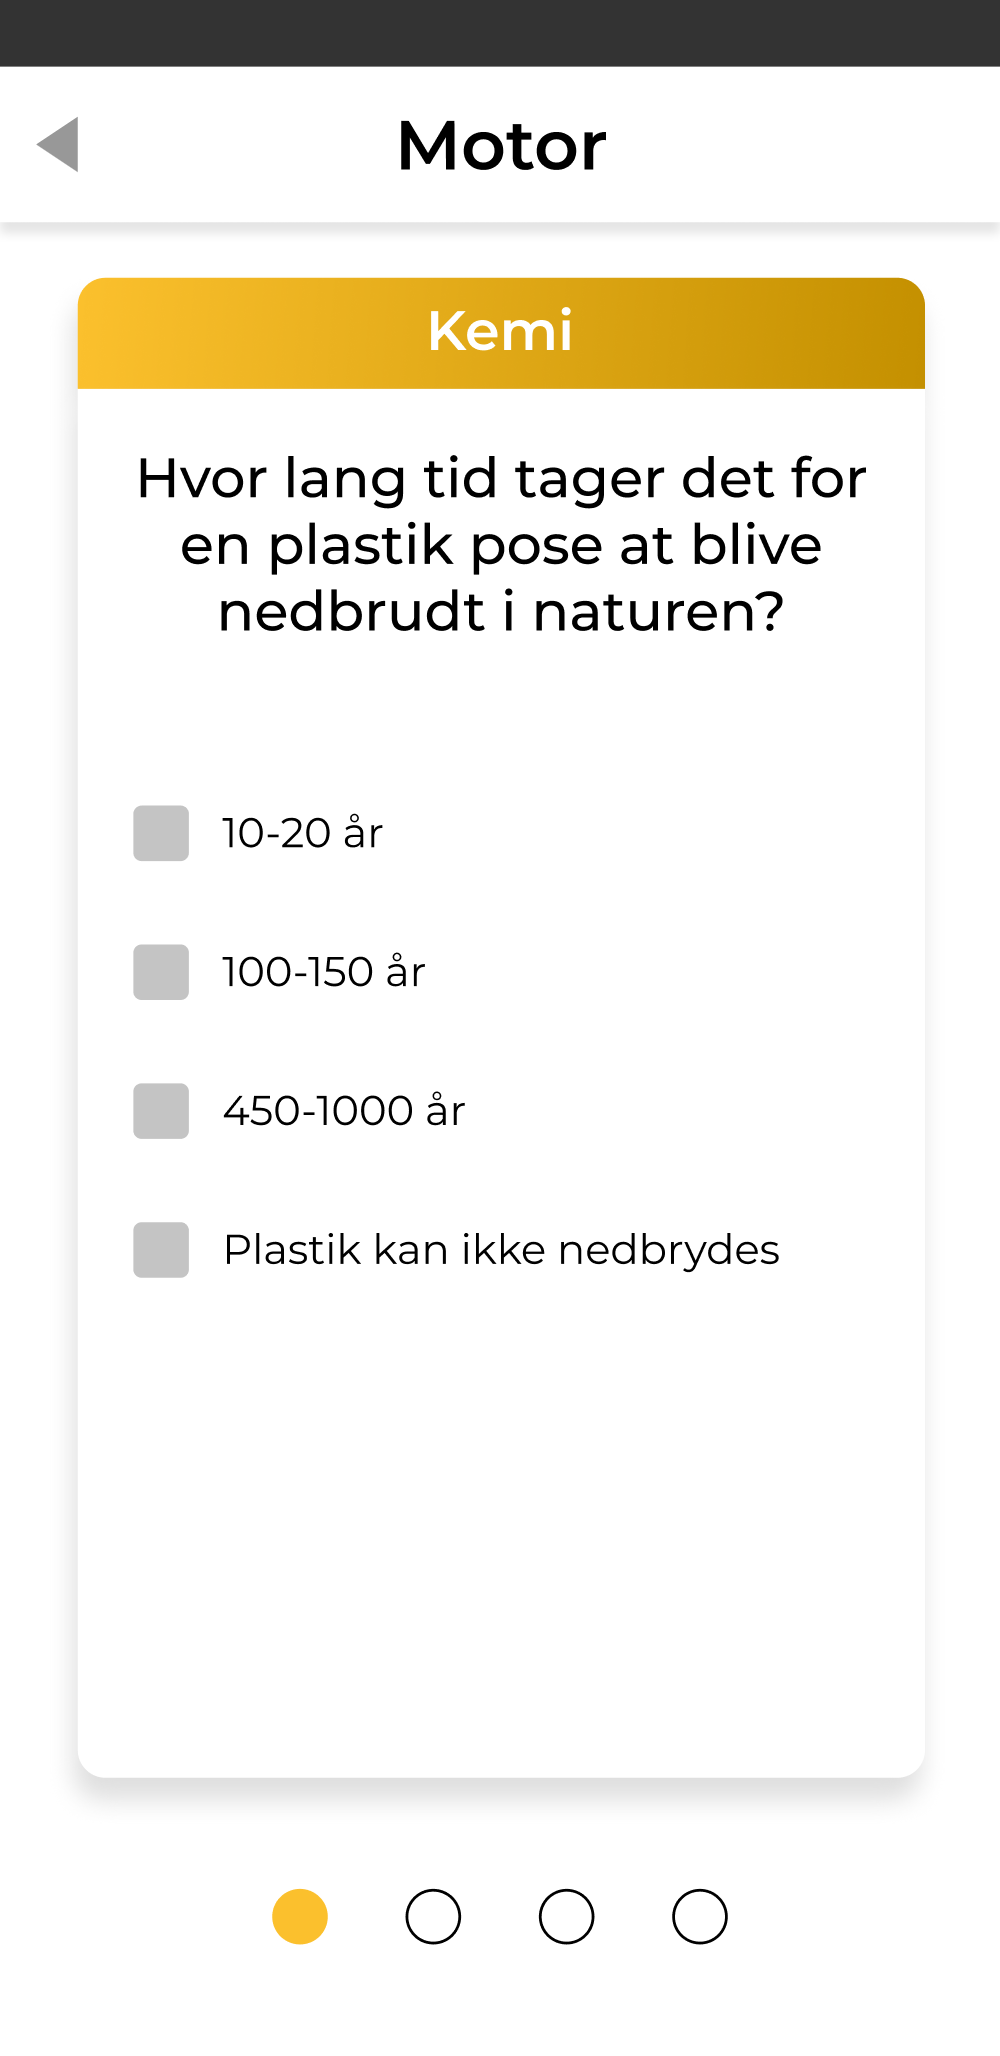 Motor
Kemi
Hvor lang tid tager det for
en plastik pose at blive
nedbrudt i naturen?
10-20 år
100-150 år
450-1000 år
Plastik kan ikke nedbrydes